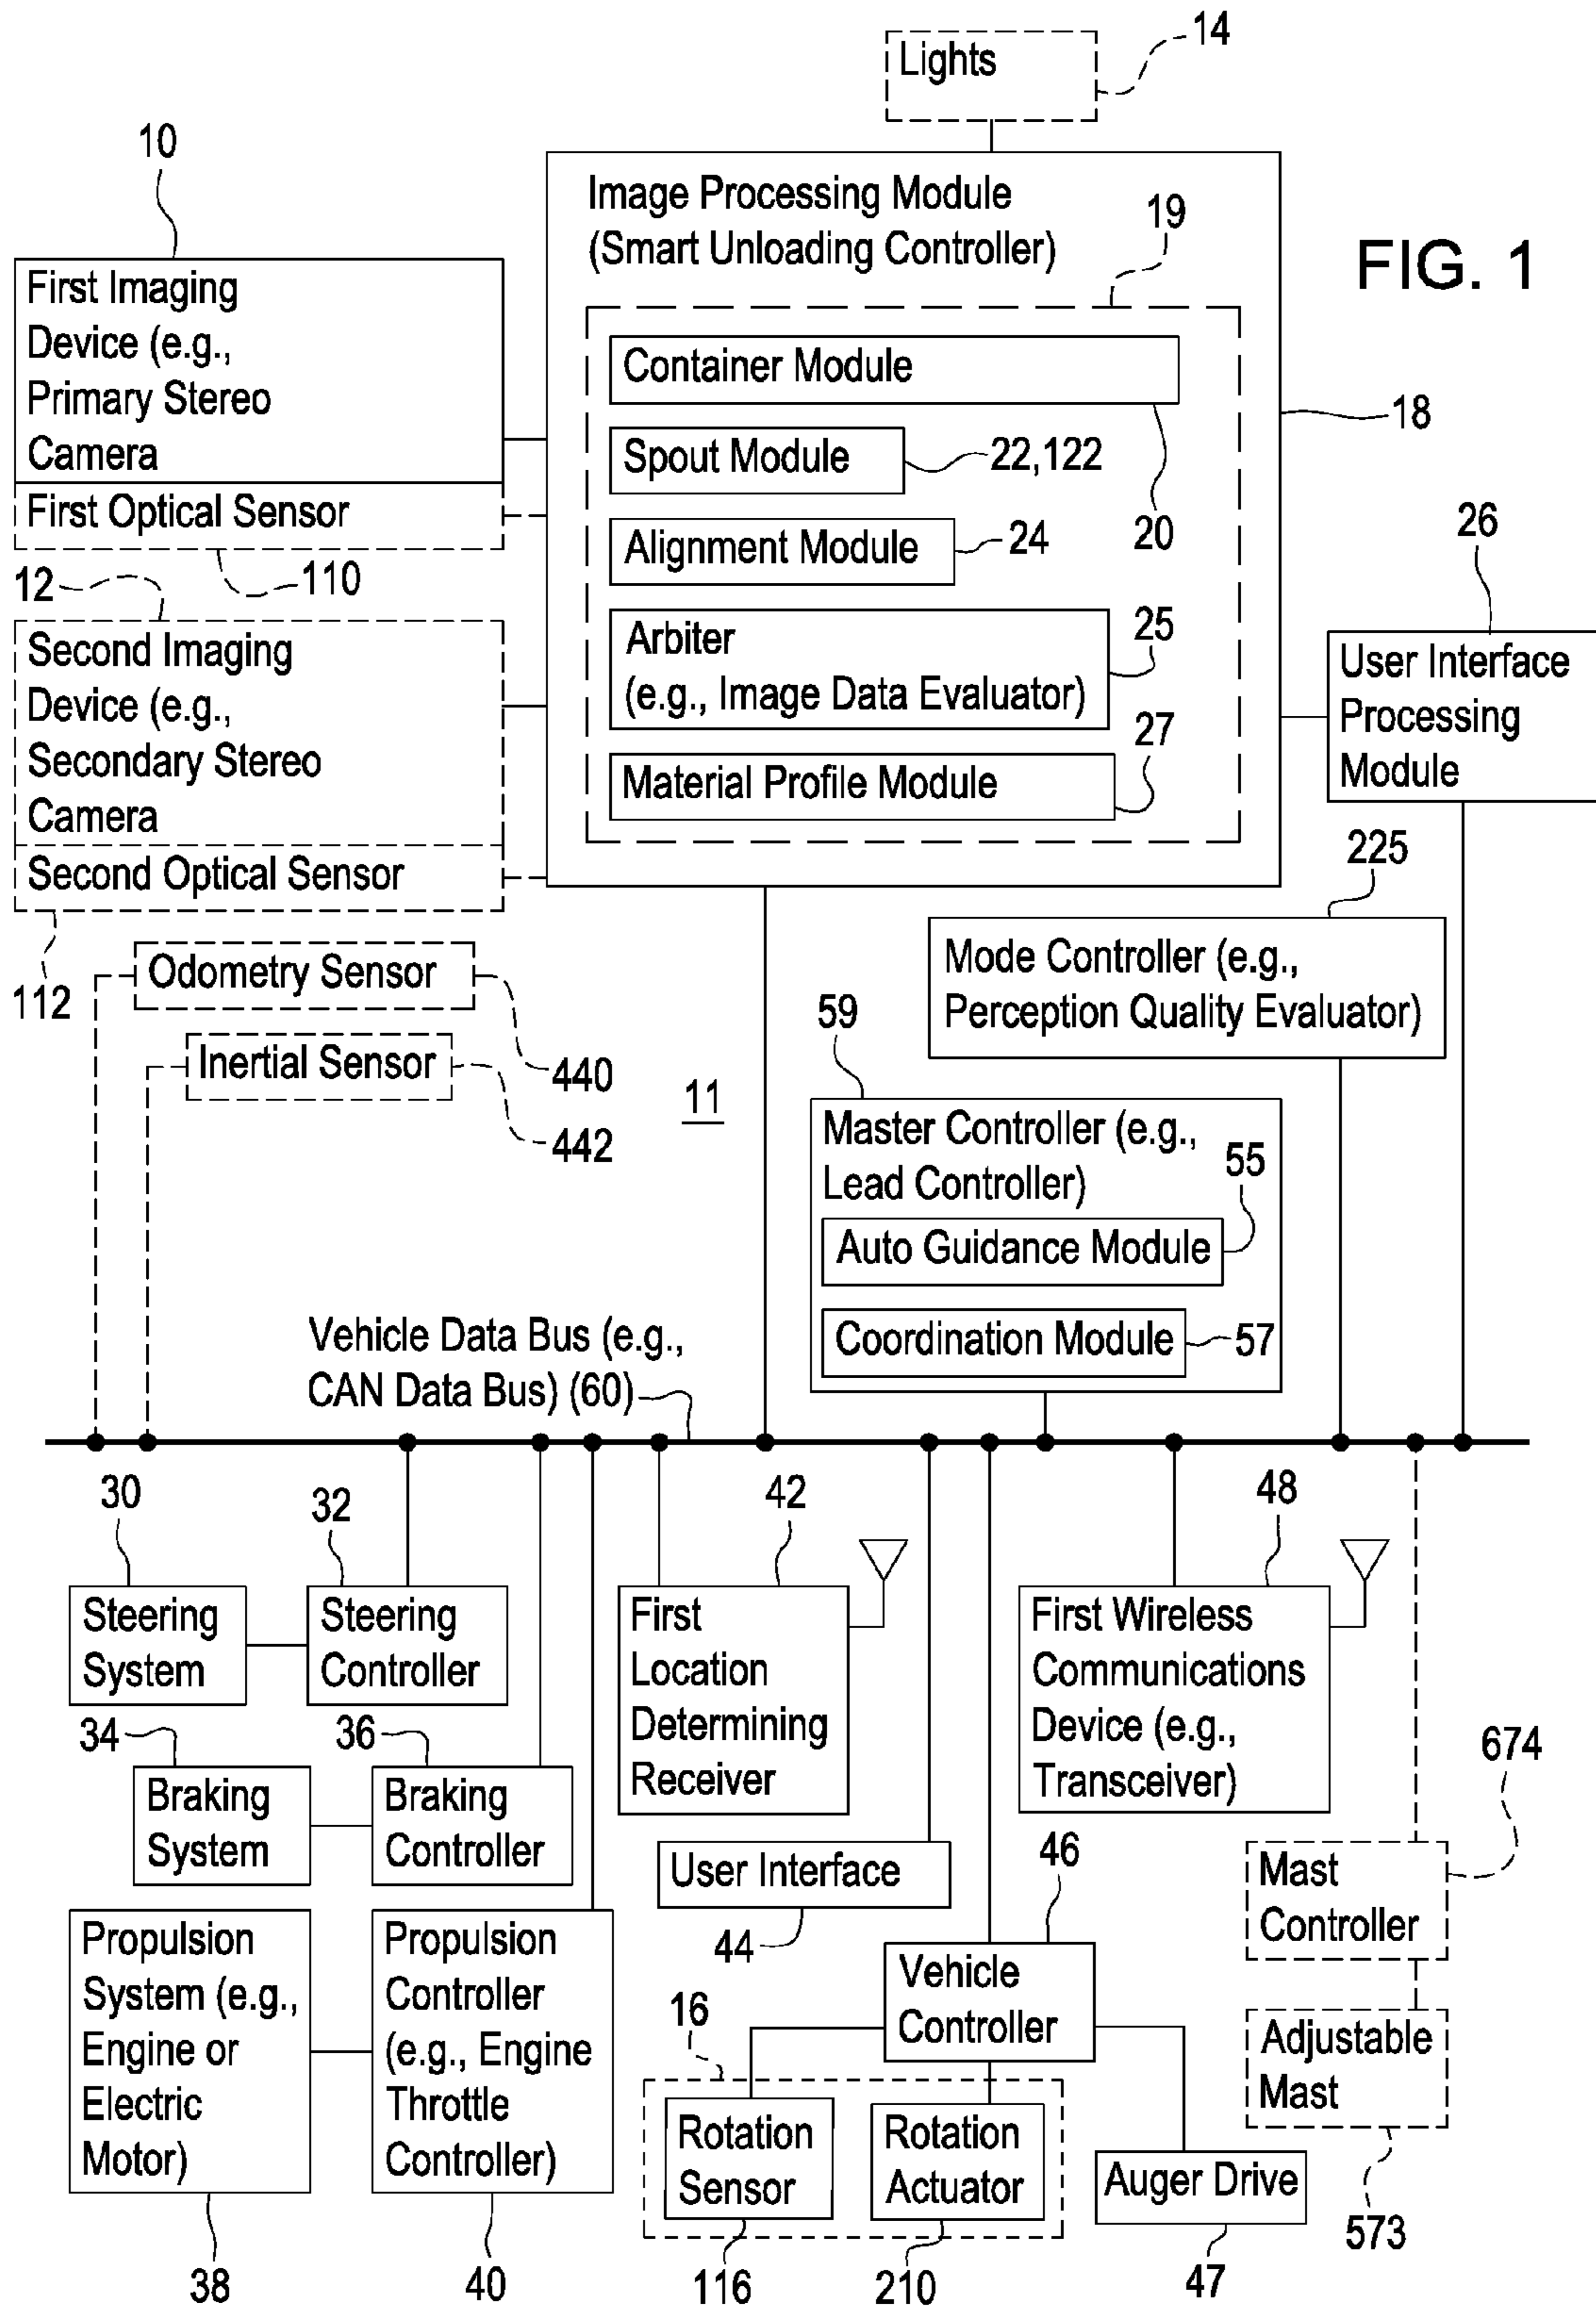 Lights
14
10
Image Processing Module
(Smart Unloading Controller)
19
FIG. 1
First Imaging
Device (e.g.,
Primary Stereo
Camera
Container Module
18
Spout Module
22,122
First Optical Sensor
20
Alignment Module
24
26
110
12
Second Imaging
Device (e.g.,
Secondary Stereo
Camera
Arbiter
(e.g., Image Data Evaluator)
25
User Interface
Processing
Module
27
Material Profile Module
Second Optical Sensor
225
112
Odometry Sensor
Mode Controller (e.g.,
Perception Quality Evaluator)
59
Inertial Sensor
440
442
11
Master Controller (e.g.,
Lead Controller)
55
Auto Guidance Module
Coordination Module
57
Vehicle Data Bus (e.g.,
CAN Data Bus) (60)
30
32
42
48
Steering
System
Steering
Controller
First
Location
Determining
Receiver
First Wireless
Communications
Device (e.g.,
Transceiver)
34
36
674
Braking
System
Braking
Controller
User Interface
46
Mast
Controller
44
Propulsion
System (e.g.,
Engine or
Electric
Motor)
Propulsion
Controller
(e.g., Engine
Throttle
Controller)
Vehicle
Controller
16
Adjustable
Mast
Rotation
Sensor
Rotation
Actuator
Auger Drive
573
38
40
116
210
47